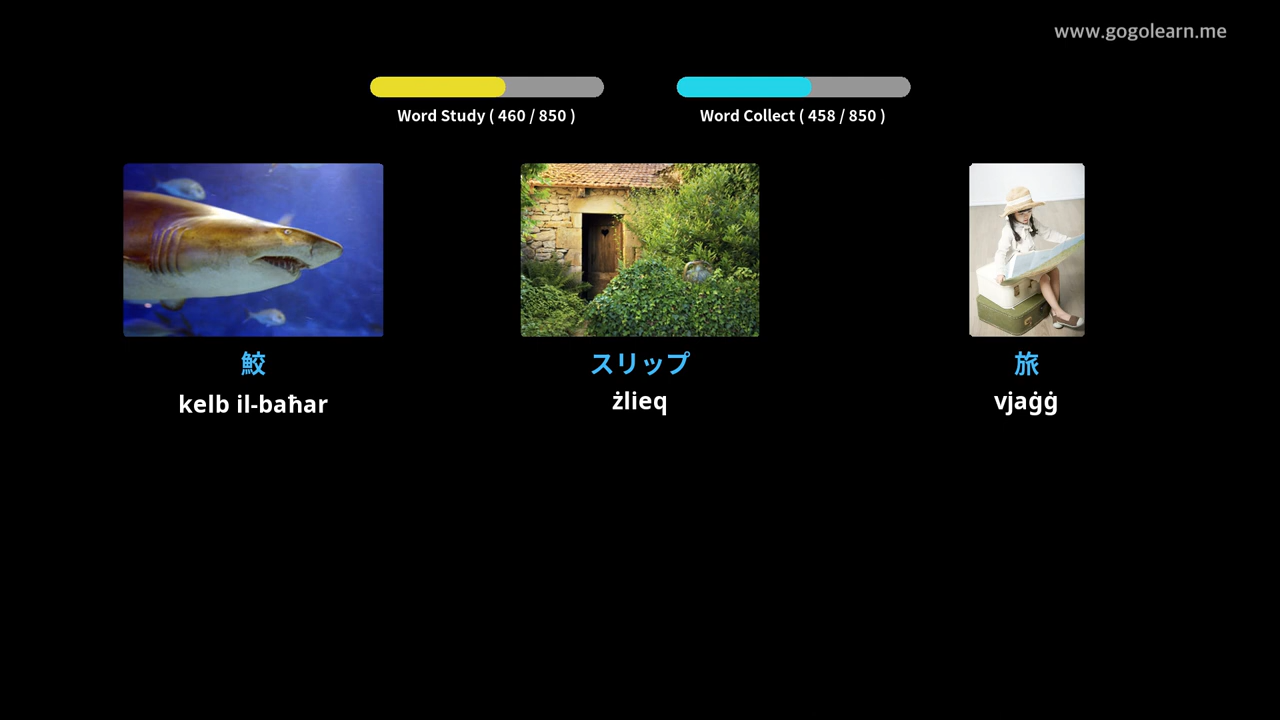 www.gogolearn.me
Word Study ( 460 / 850 )
Word Collect ( 458 / 850 )
鮫
kelb il-baħar
スリップ
żlieq
旅
vjaġġ